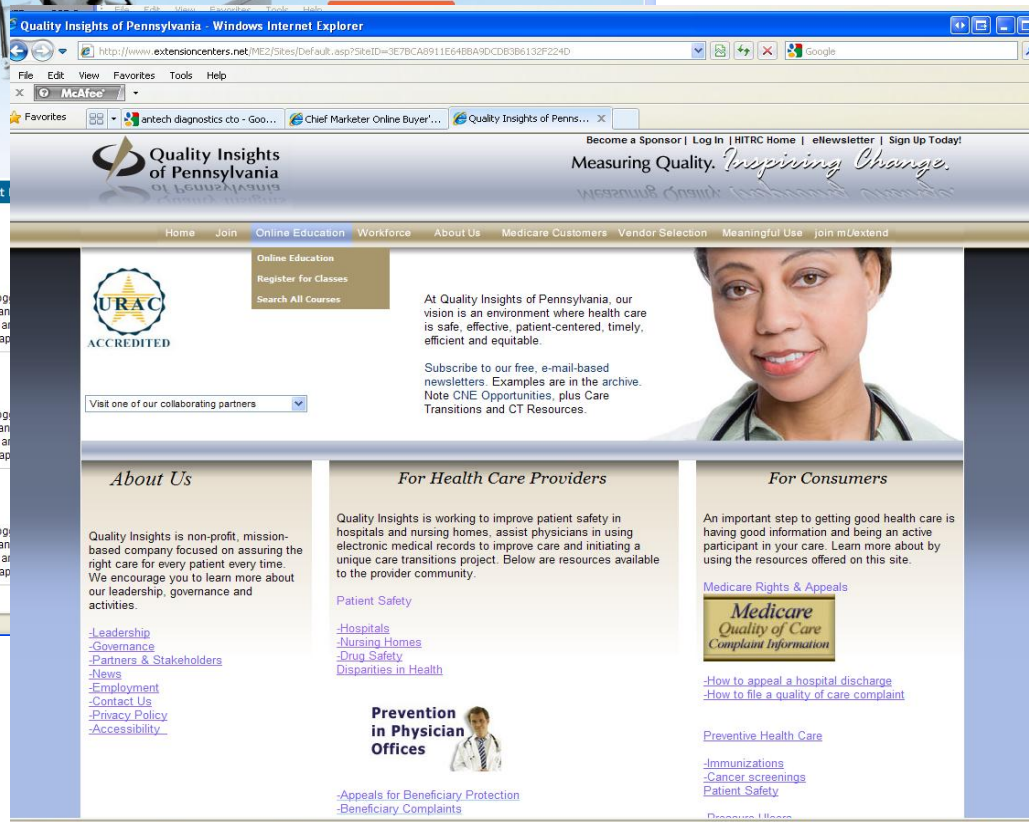 Quality Insights of Pennsylvania - Windows Internet Explorer
http://www.extensioncenters.net/ME2/Sites/Default.asp?SiteID=3E7BCA8911E64BBA9DCDB3B6132F224D
Google
File Edit View Favorites Tools Help
x McAfee
Favorites
antech diagnostics cto - Goo...
Chief Marketer Online Buyer'...
Quality Insights of Penns... X
Become a Sponsor | Log In | HITRC Home | eNewsletter | Sign Up Today!
Quality Insights
of Pennsylvania
Measuring Quality. Inspiring Change.
Home Join Online Education Workforce About Us Medicare Customers Vendor Selection Meaningful Use join mUextend
Online Education
Register for Classes
Search All Courses
URAC
ACCREDITED
Visit one of our collaborating partners
At Quality Insights of Pennsylvania, our
vision is an environment where health care
is safe, effective, patient-centered, timely,
efficient and equitable.
Subscribe to our free, e-mail-based
newsletters. Examples are in the archive.
Note CNE Opportunities, plus Care
Transitions and CT Resources.
About Us
Quality Insights is non-profit, mission-
based company focused on assuring the
right care for every patient every time.
We encourage you to learn more about
our leadership, governance and
activities.
-Leadership
-Governance
-Partners & Stakeholders
-News
-Employment
-Contact Us
-Privacy Policy
-Accessibility
For Health Care Providers
Quality Insights is working to improve patient safety in
hospitals and nursing homes, assist physicians in using
electronic medical records to improve care and initiating a
unique care transitions project. Below are resources available
to the provider community.
Patient Safety
-Hospitals
-Nursing Homes
-Drug Safety
Disparities in Health
Prevention
in Physician
Offices
-Appeals for Beneficiary Protection
-Beneficiary Complaints
For Consumers
An important step to getting good health care is
having good information and being an active
participant in your care. Learn more about by
using the resources offered on this site.
Medicare Rights & Appeals
Medicare
Quality of Care
Complaint Information
-How to appeal a hospital discharge
-How to file a quality of care complaint
Preventive Health Care
-Immunizations
-Cancer screenings
Patient Safety
-Pressure Ulcers